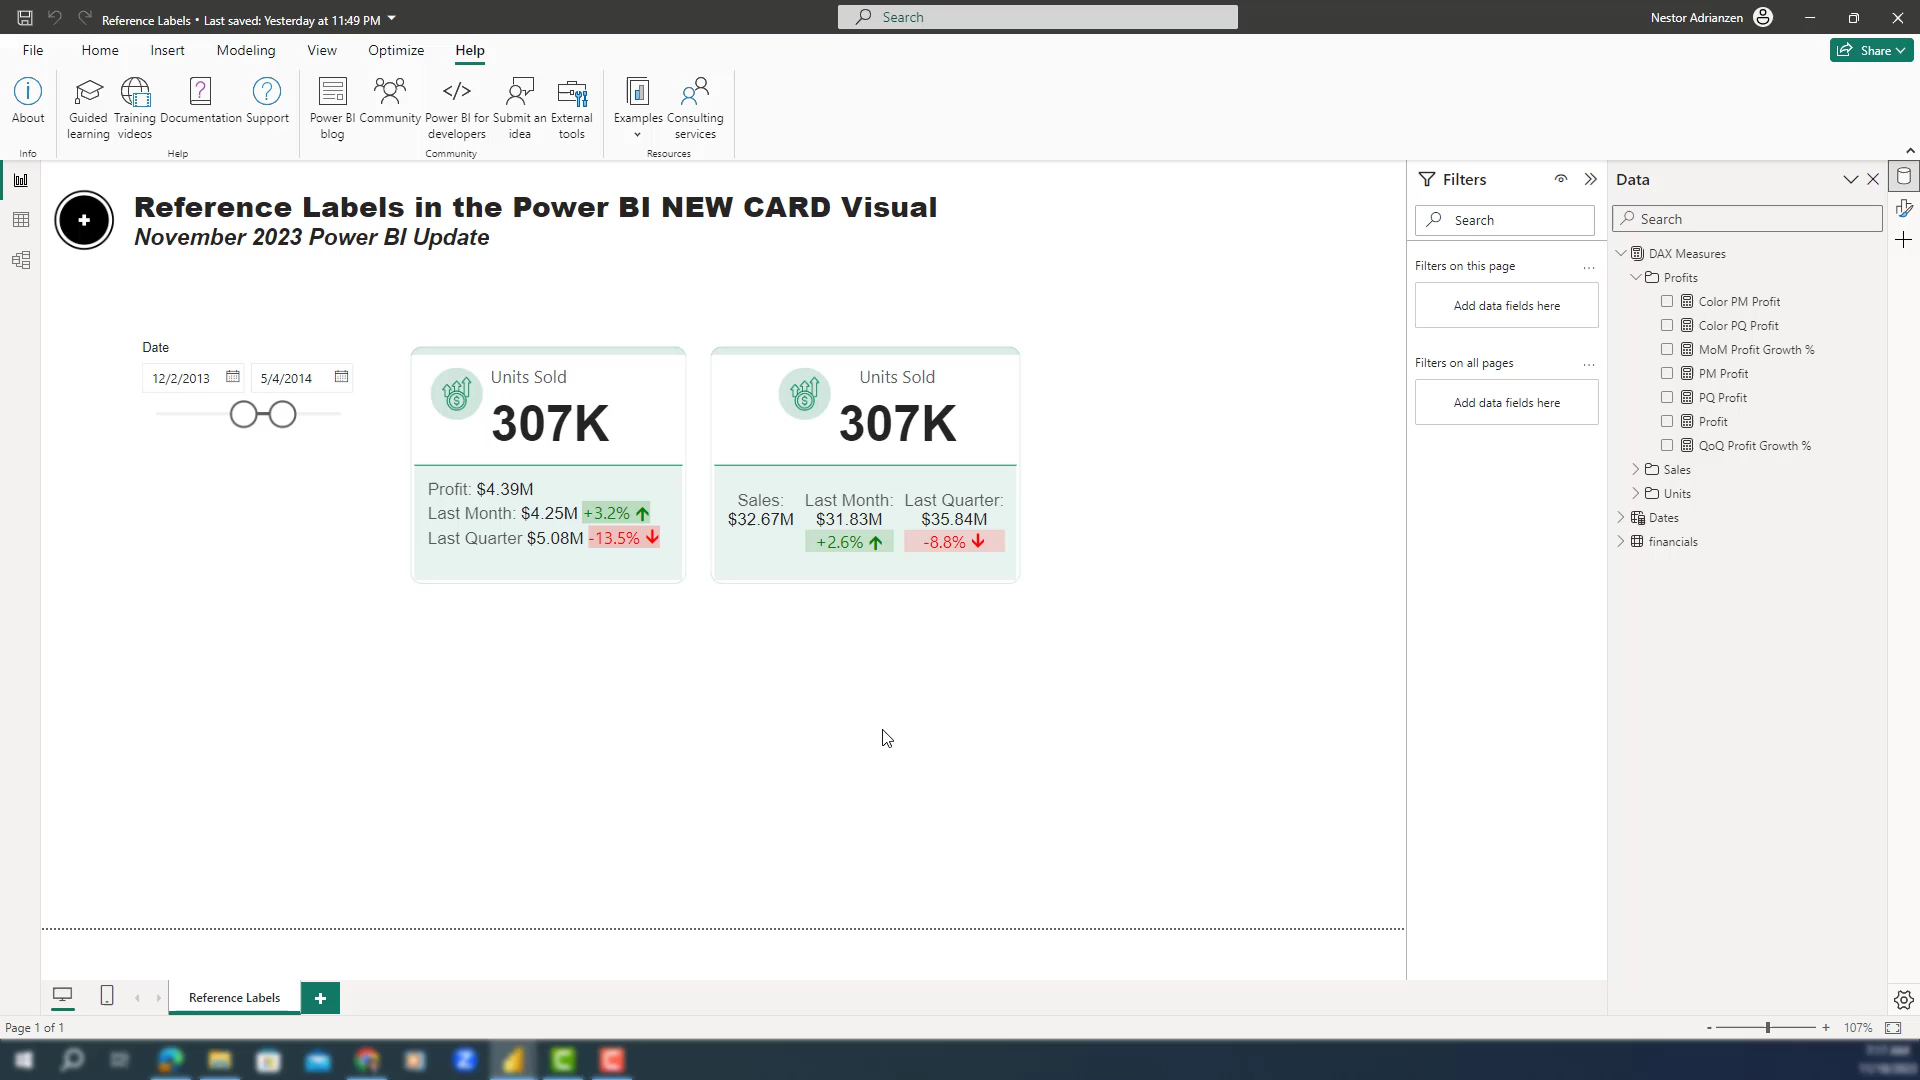 Reference Labels • Last saved: Yesterday at 11:49 PM
Search
Nestor Adrianzen
File
Home
Insert
Modeling
View
Optimize
Help
Share
About
Guided learning
Training videos
Documentation
Support
Power BI blog
Community
Power BI for developers
Submit an idea
External tools
Examples
Consulting services
Info
Help
Community
Resources
Reference Labels in the Power BI NEW CARD Visual
November 2023 Power BI Update
Date
12/2/2013
5/4/2014
Units Sold
307K
Profit: $4.39M
Last Month: $4.25M +3.2%
Last Quarter $5.08M -13.5%
Units Sold
307K
Sales: Last Month: Last Quarter:
$32.67M $31.83M $35.84M
+2.6% -8.8%
Filters
Search
Filters on this page
...
Add data fields here
Filters on all pages
...
Add data fields here
Data
Search
DAX Measures
Profits
Color PM Profit
Color PQ Profit
MoM Profit Growth %
PM Profit
PQ Profit
Profit
QoQ Profit Growth %
Sales
Units
Dates
financials
Reference Labels
Page 1 of 1
- + 107%